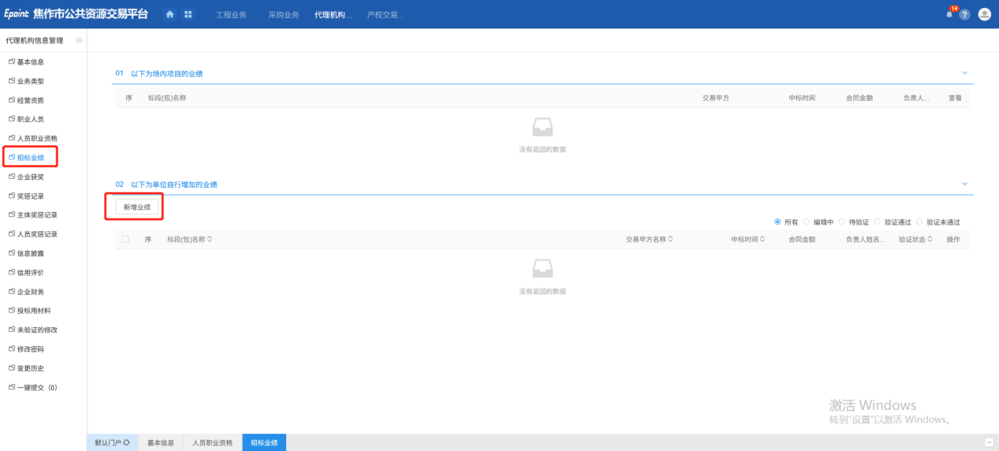 Epoint 焦作市公共资源交易平台 工程业务 采购业务 代理机构... 产权交易... 14 ?
代理机构信息管理
基本信息
业务类型
经营资质
职业人员
人员职业资格
招标业绩
企业获奖
奖惩记录
主体奖惩记录
人员奖惩记录
信息披露
信用评价
企业财务
投标用材料
未验证的修改
修改密码
变更历史
一键提交 (0)
01 以下为场内项目的业绩
序 标段(包)名称 交易甲方 中标时间 合同金额 负责人... 查看
没有返回的数据
02 以下为单位自行增加的业绩
新增业绩
所有 编辑中 待验证 验证通过 验证未通过
序 标段(包)名称 交易甲方名称 中标时间 合同金额 负责人姓名... 验证状态 操作
没有返回的数据
激活 Windows
转到"设置"以激活 Windows。
默认门户 基本信息 人员职业资格 招标业绩